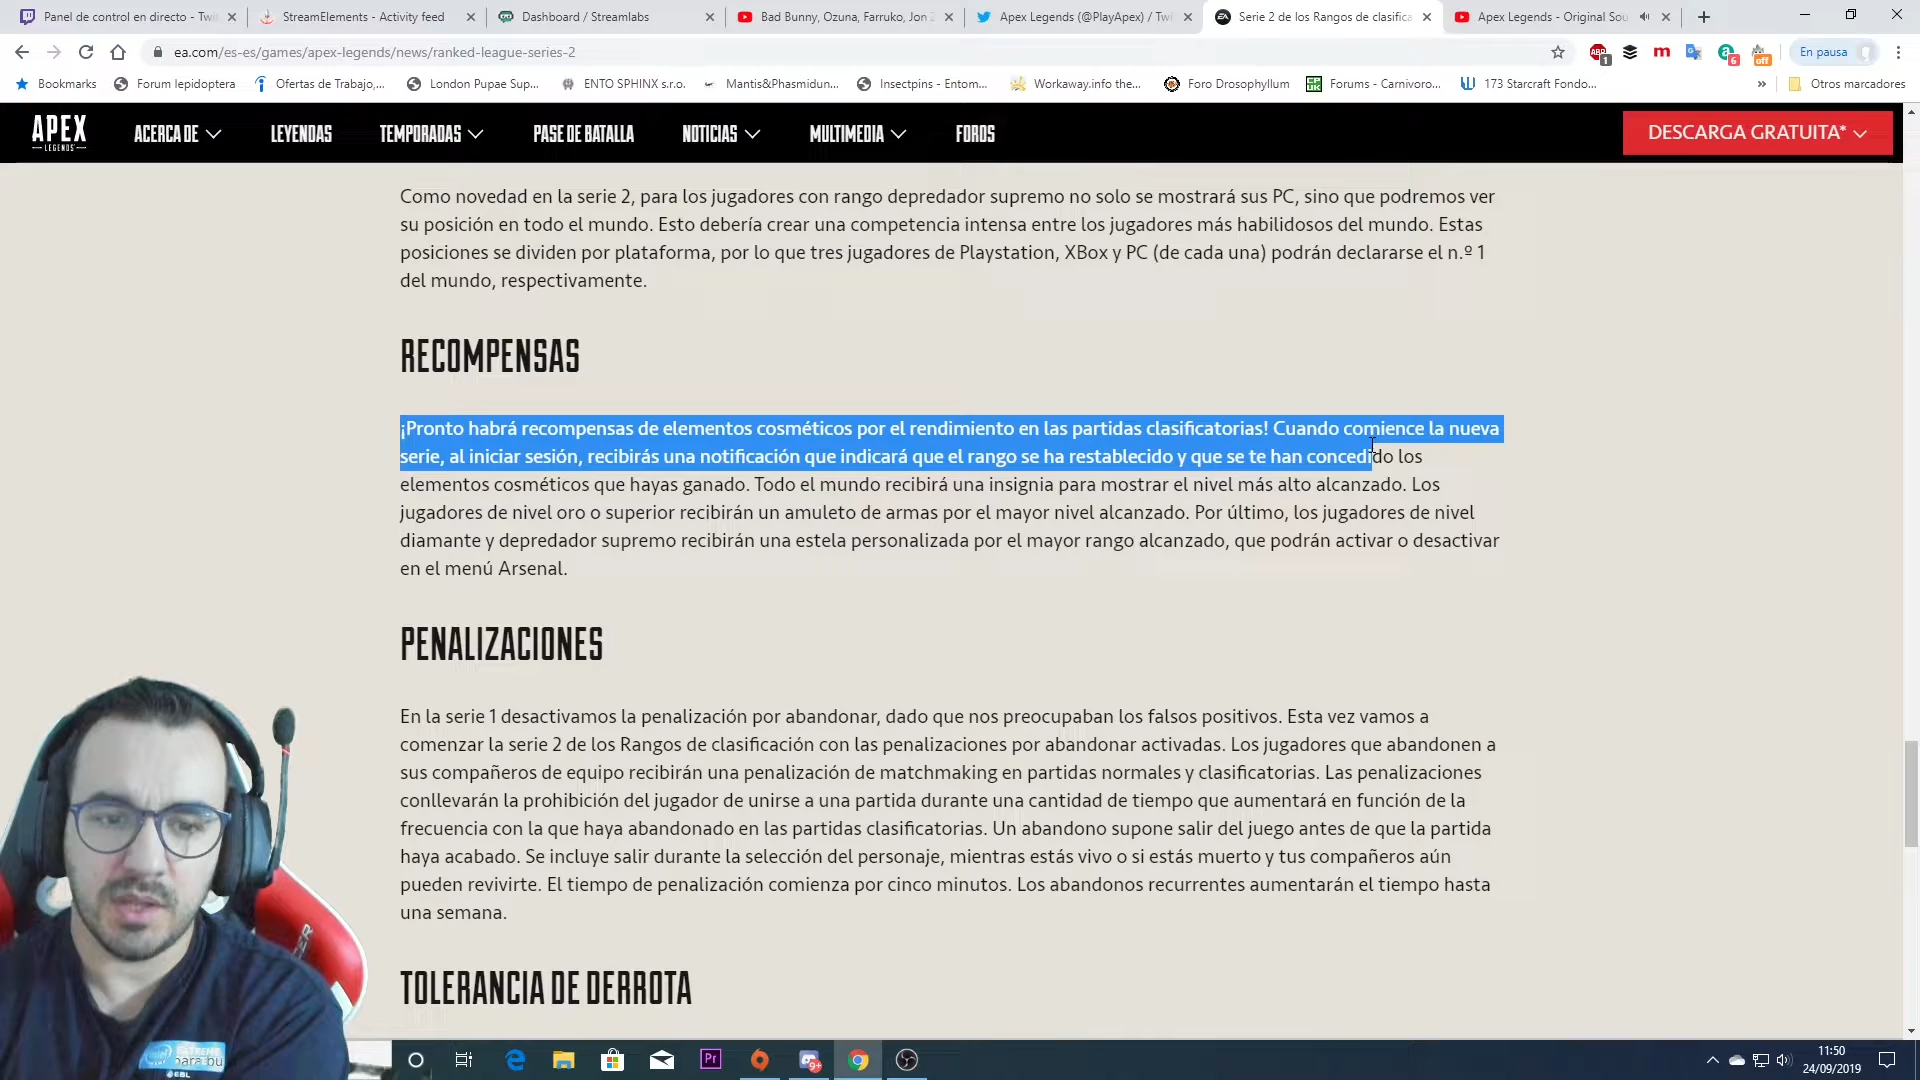 Panel de control en directo - Twi
StreamElements - Activity feed
Dashboard / Streamlabs
Bad Bunny, Ozuna, Farruko, Jon
Apex Legends (@PlayApex) / Twi
Serie 2 de los Rangos de clasifica
Apex Legends - Original Sou
ea.com/es-es/games/apex-legends/news/ranked-league-series-2
ABP
1
m
6
off
En pausa
Bookmarks
Forum lepidoptera
Ofertas de Trabajo,...
London Pupae Sup...
ENTO SPHINX s.r.o.
Mantis&Phasmidun...
Insectpins - Entom...
Workaway.info the...
Foro Drosophyllum
Forums - Carnivoro...
173 Starcraft Fondo...
»
Otros marcadores
APEX
LEGENDS
ACERCA DE
LEYENDAS
TEMPORADAS
PASE DE BATALLA
NOTICIAS
MULTIMEDIA
FOROS
DESCARGA GRATUITA*
Como novedad en la serie 2, para los jugadores con rango depredador supremo no solo se mostrará sus PC, sino que podremos ver
su posición en todo el mundo. Esto debería crear una competencia intensa entre los jugadores más habilidosos del mundo. Estas
posiciones se dividen por plataforma, por lo que tres jugadores de Playstation, XBox y PC (de cada una) podrán declararse el n.º 1
del mundo, respectivamente.
RECOMPENSAS
¡Pronto habrá recompensas de elementos cosméticos por el rendimiento en las partidas clasificatorias! Cuando comience la nueva
serie, al iniciar sesión, recibirás una notificación que indicará que el rango se ha restablecido y que se te han concedido los
elementos cosméticos que hayas ganado. Todo el mundo recibirá una insignia para mostrar el nivel más alto alcanzado. Los
jugadores de nivel oro o superior recibirán un amuleto de armas por el mayor nivel alcanzado. Por último, los jugadores de nivel
diamante y depredador supremo recibirán una estela personalizada por el mayor rango alcanzado, que podrán activar o desactivar
en el menú Arsenal.
PENALIZACIONES
En la serie 1 desactivamos la penalización por abandonar, dado que nos preocupaban los falsos positivos. Esta vez vamos a
comenzar la serie 2 de los Rangos de clasificación con las penalizaciones por abandonar activadas. Los jugadores que abandonen a
sus compañeros de equipo recibirán una penalización de matchmaking en partidas normales y clasificatorias. Las penalizaciones
conllevarán la prohibición del jugador de unirse a una partida durante una cantidad de tiempo que aumentará en función de la
frecuencia con la que haya abandonado en las partidas clasificatorias. Un abandono supone salir del juego antes de que la partida
haya acabado. Se incluye salir durante la selección del personaje, mientras estás vivo o si estás muerto y tus compañeros aún
pueden revivirte. El tiempo de penalización comienza por cinco minutos. Los abandonos recurrentes aumentarán el tiempo hasta
una semana.
TOLERANCIA DE DERROTA
para bu
Pr
9+
11:50
24/09/2019